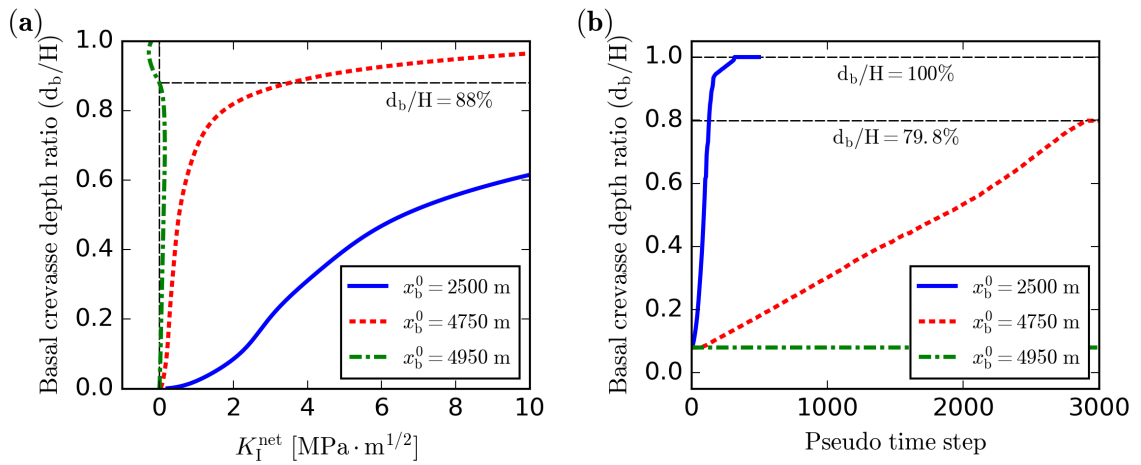 (a)
Basal crevasse depth ratio (d_b/H)
1.0
0.8
0.6
0.4
0.2
0.0
d_b/H = 88%
x_b^0 = 2500 m
x_b^0 = 4750 m
x_b^0 = 4950 m
0 2 4 6 8 10
K_I^net [MPa · m^1/2]
(b)
Basal crevasse depth ratio (d_b/H)
1.0
0.8
0.6
0.4
0.2
0.0
d_b/H = 100%
d_b/H = 79.8%
x_b^0 = 2500 m
x_b^0 = 4750 m
x_b^0 = 4950 m
0 1000 2000 3000
Pseudo time step